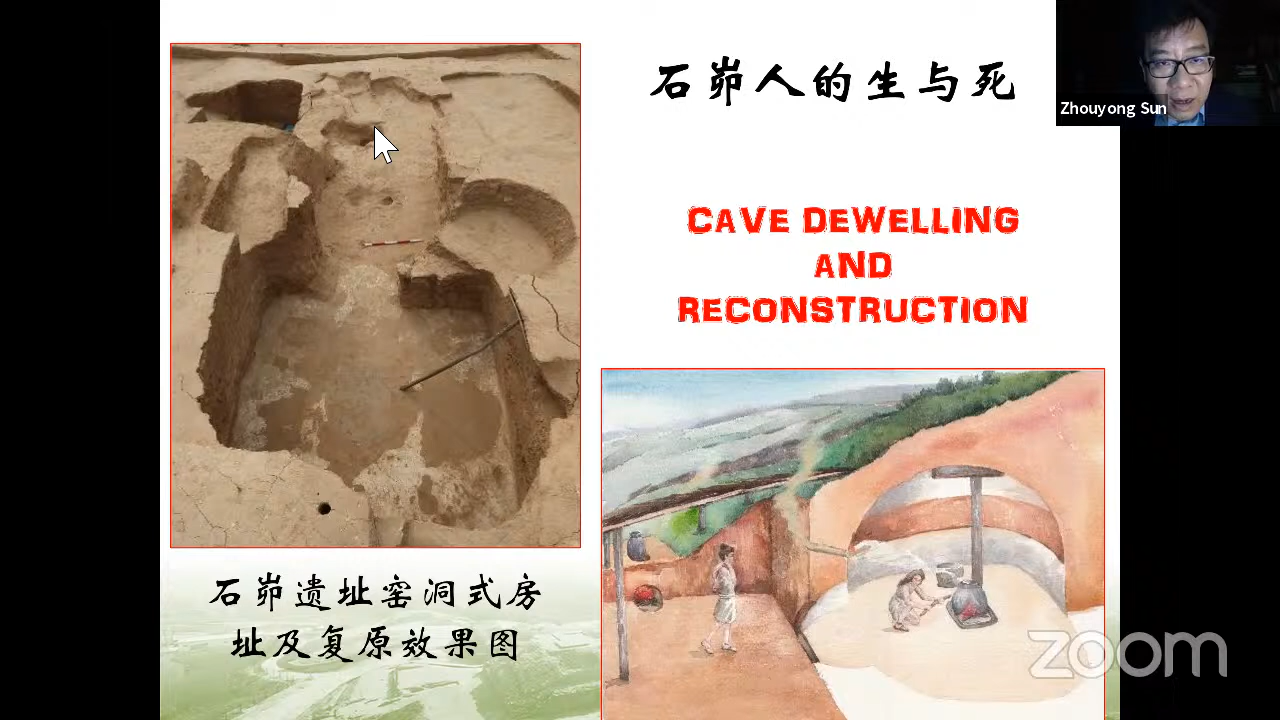 石峁人的生与死
Zhouyong Sun
CAVE DEWELLING
AND
RECONSTRUCTION
石峁遗址窑洞式房
址及复原效果图
zoom